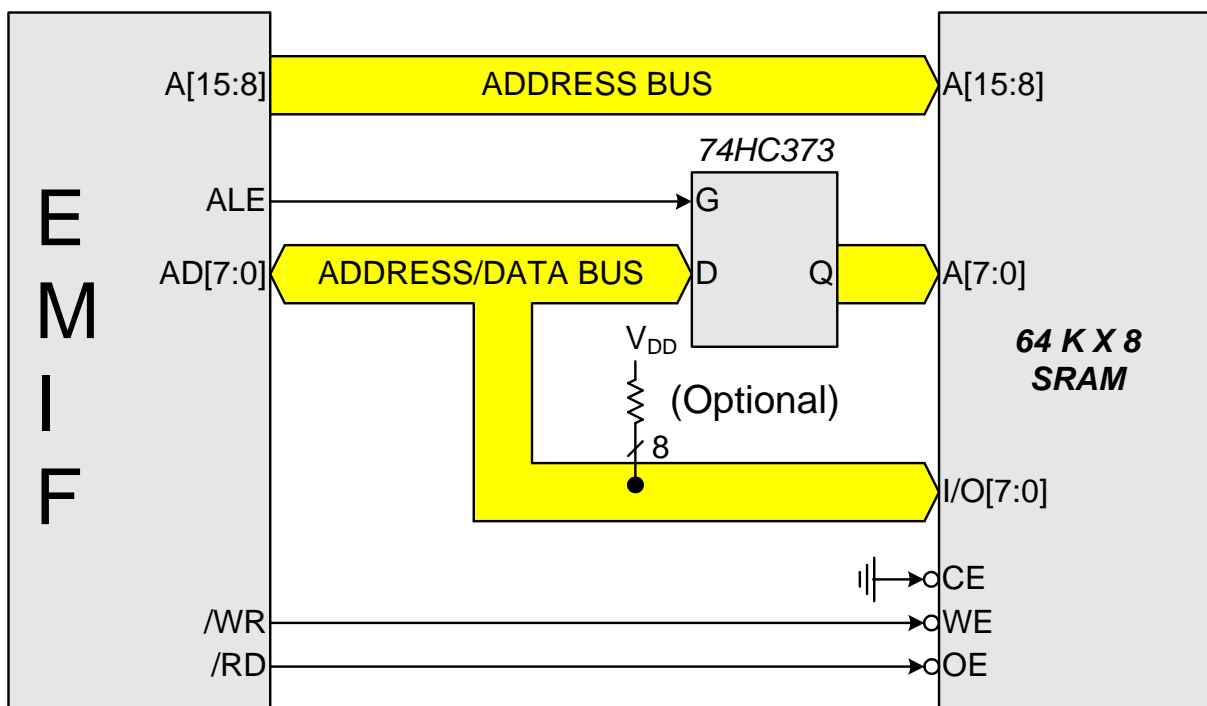 A[15:8]
ADDRESS BUS
A[15:8]
74HC373
ALE
G
AD[7:0]
ADDRESS/DATA BUS
D
Q
A[7:0]
E
M
I
F
VDD
(Optional)
8
64 K X 8
SRAM
I/O[7:0]
CE
/WR
WE
/RD
OE